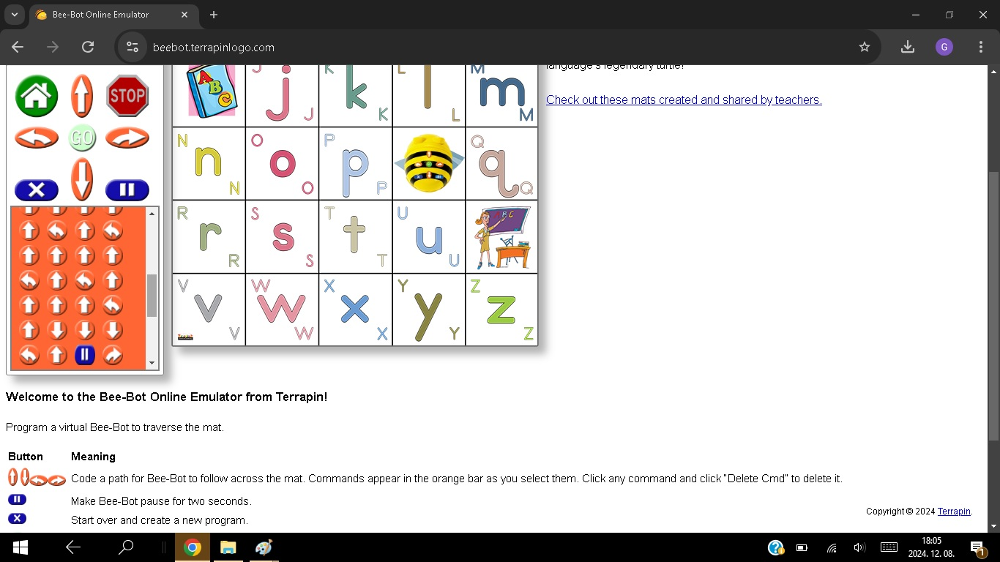 Bee-Bot Online Emulator
beebot.terrapinlogo.com
G
language's legendary turtle!
Check out these mats created and shared by teachers.
STOP
GO
A B C
J j J
K k K
L l L
M m M
N n N
O o O
P p P
Q q Q
R r R
S s S
T t T
U u U
A B C
V v V
W w W
X x X
Y y Y
Z z Z
Welcome to the Bee-Bot Online Emulator from Terrapin!
Program a virtual Bee-Bot to traverse the mat.
Button Meaning
Code a path for Bee-Bot to follow across the mat. Commands appear in the orange bar as you select them. Click any command and click "Delete Cmd" to delete it.
Make Bee-Bot pause for two seconds.
Start over and create a new program.
Copyright © 2024 Terrapin.
18:05
2024. 12. 08.
1